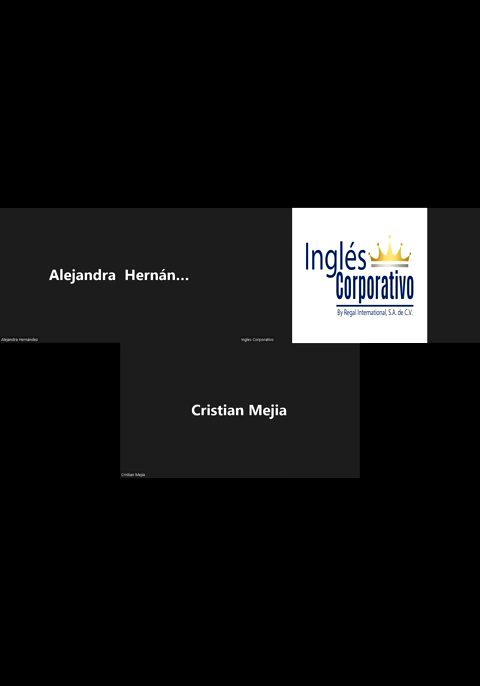 Alejandra  Hernán...
Inglés
Corporativo
By Regal International, S.A. de C.V.
Alejandra Hernández
Ingles Corporativo
Cristian Mejia
Cristian Mejia